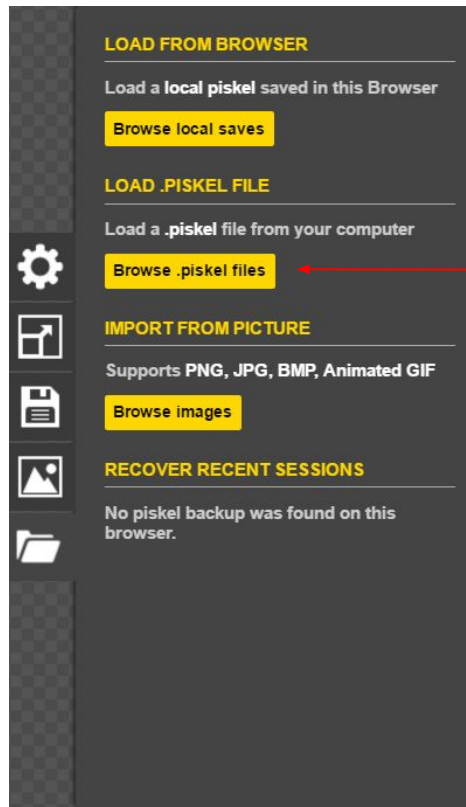 LOAD FROM BROWSER
Load a local piskel saved in this Browser
Browse local saves
LOAD .PISKEL FILE
Load a .piskel file from your computer
Browse .piskel files
IMPORT FROM PICTURE
Supports PNG, JPG, BMP, Animated GIF
Browse images
RECOVER RECENT SESSIONS
No piskel backup was found on this
browser.